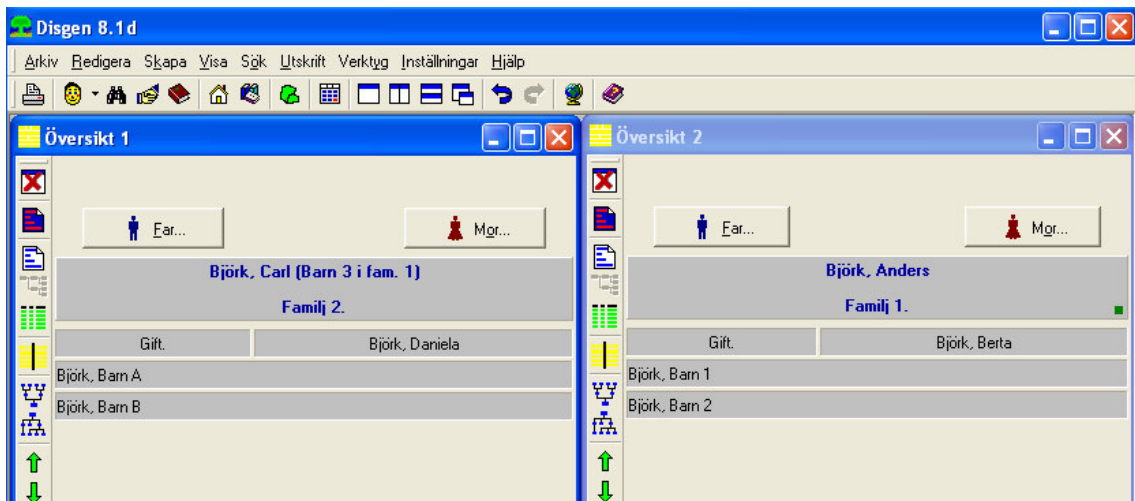 Disgen 8.1d
Arkiv Redigera Skapa Visa Sök Utskrift Verktyg Inställningar Hjälp
Översikt 1
Far... Mor...
Björk, Carl (Barn 3 i fam. 1)
Familj 2.
Gift. Björk, Daniela
Björk, Barn A
Björk, Barn B
Översikt 2
Far... Mor...
Björk, Anders
Familj 1.
Gift. Björk, Berta
Björk, Barn 1
Björk, Barn 2